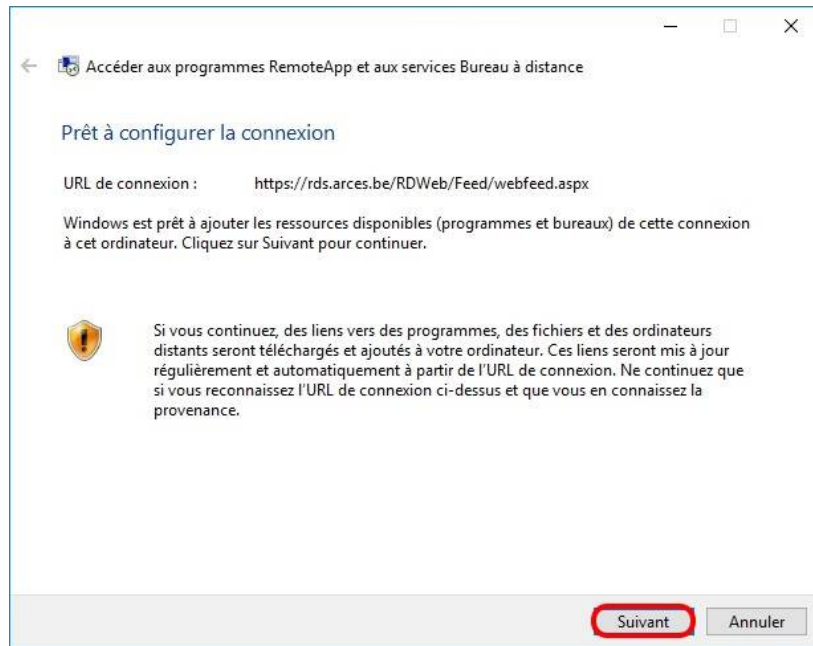 Accéder aux programmes RemoteApp et aux services Bureau à distance
Prêt à configurer la connexion
URL de connexion : https://rds.arces.be/RDWeb/Feed/webfeed.aspx
Windows est prêt à ajouter les ressources disponibles (programmes et bureaux) de cette connexion
à cet ordinateur. Cliquez sur Suivant pour continuer.
Si vous continuez, des liens vers des programmes, des fichiers et des ordinateurs
distants seront téléchargés et ajoutés à votre ordinateur. Ces liens seront mis à jour
régulièrement et automatiquement à partir de l'URL de connexion. Ne continuez que
si vous reconnaissez l'URL de connexion ci-dessus et que vous en connaissez la
provenance.
Suivant Annuler